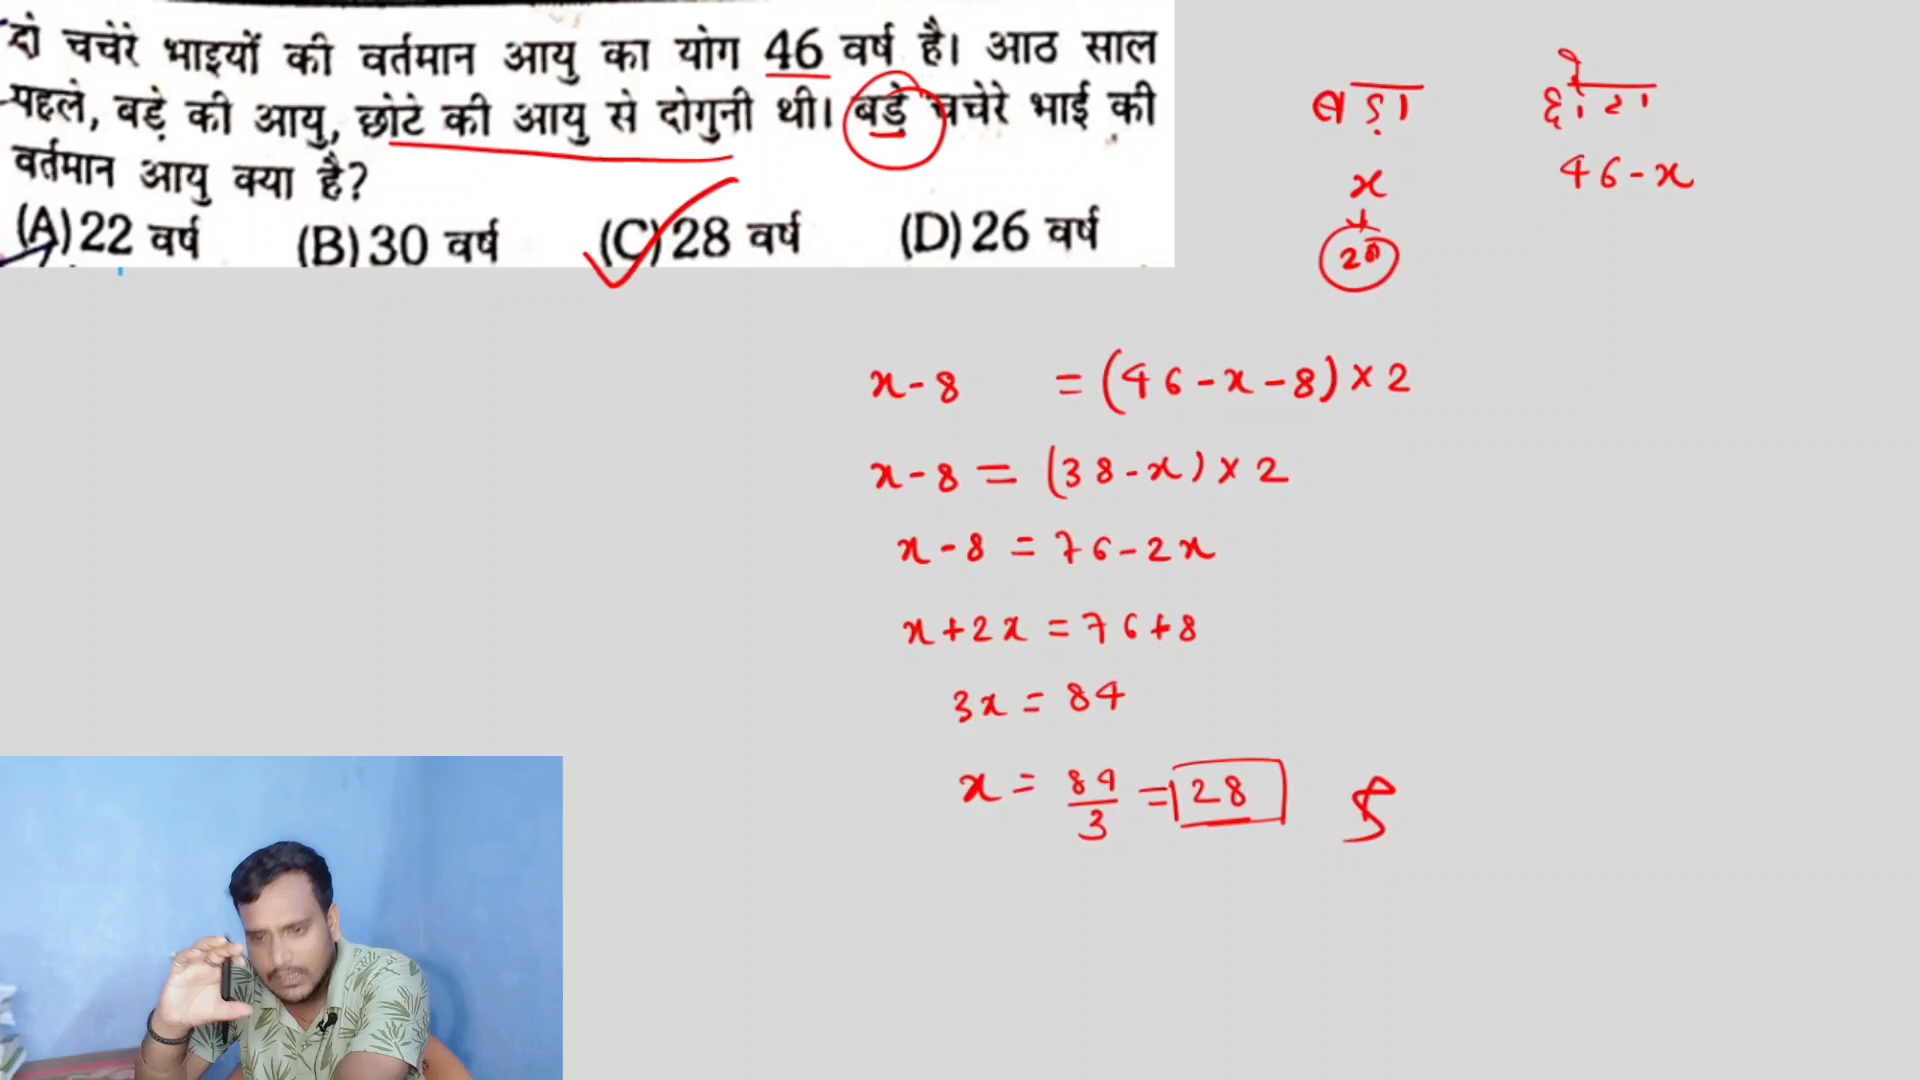 दो चचेरे भाइयों की वर्तमान आयु का योग 46 वर्ष है। आठ साल
पहले, बड़े की आयु, छोटे की आयु से दोगुनी थी। बड़े चचेरे भाई की
वर्तमान आयु क्या है?
(A) 22 वर्ष (B) 30 वर्ष (C) 28 वर्ष (D) 26 वर्ष
बड़ा छोटा
x 46-x
x-8 = (46-x-8)×2
x-8 = (38-x)×2
x-8 = 76-2x
x+2x = 76+8
3x = 84
x = 84/3 = 28